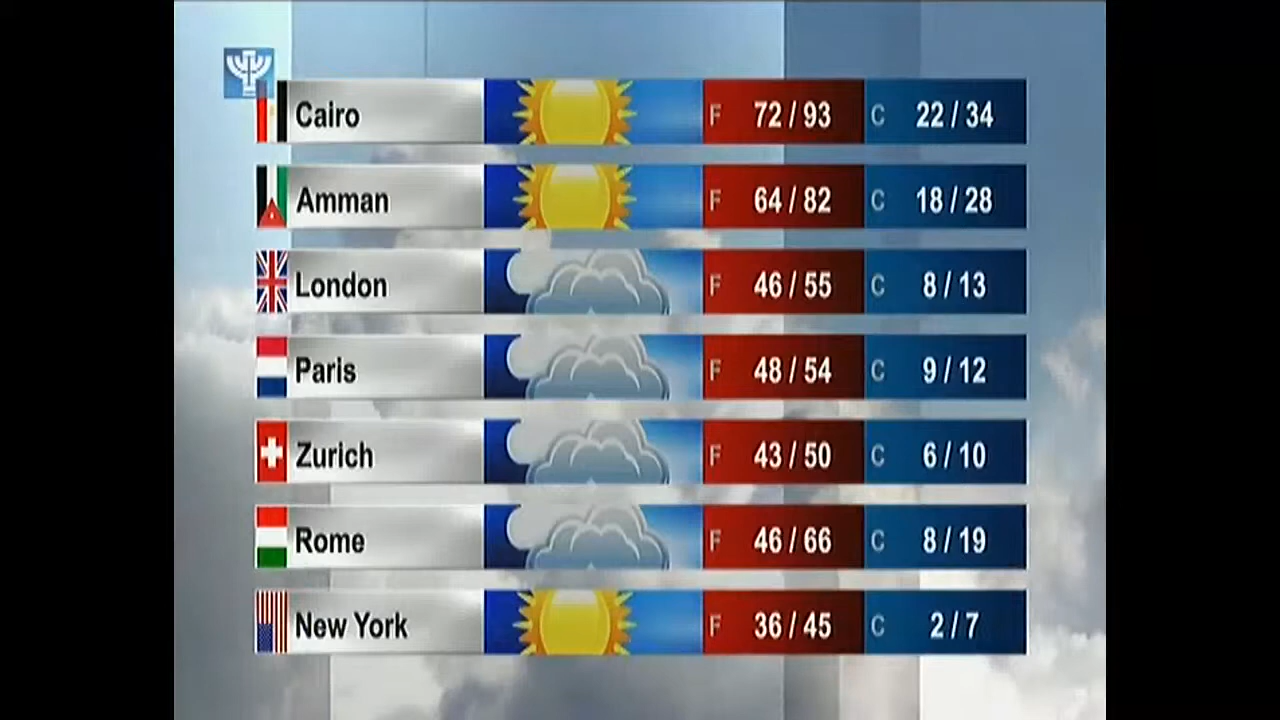 Cairo F 72 / 93 C 22 / 34
Amman F 64 / 82 C 18 / 28
London F 46 / 55 C 8 / 13
Paris F 48 / 54 C 9 / 12
Zurich F 43 / 50 C 6 / 10
Rome F 46 / 66 C 8 / 19
New York F 36 / 45 C 2 / 7